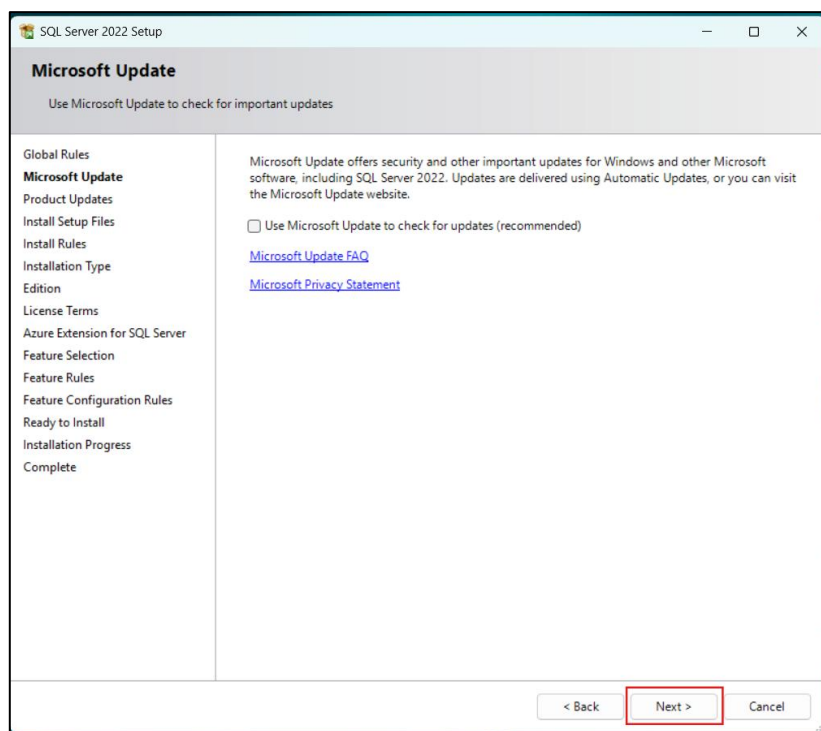 SQL Server 2022 Setup
Microsoft Update
Use Microsoft Update to check for important updates
Global Rules
Microsoft Update
Product Updates
Install Setup Files
Install Rules
Installation Type
Edition
License Terms
Azure Extension for SQL Server
Feature Selection
Feature Rules
Feature Configuration Rules
Ready to Install
Installation Progress
Complete
Microsoft Update offers security and other important updates for Windows and other Microsoft
software, including SQL Server 2022. Updates are delivered using Automatic Updates, or you can visit
the Microsoft Update website.
Use Microsoft Update to check for updates (recommended)
Microsoft Update FAQ
Microsoft Privacy Statement
< Back
Next >
Cancel